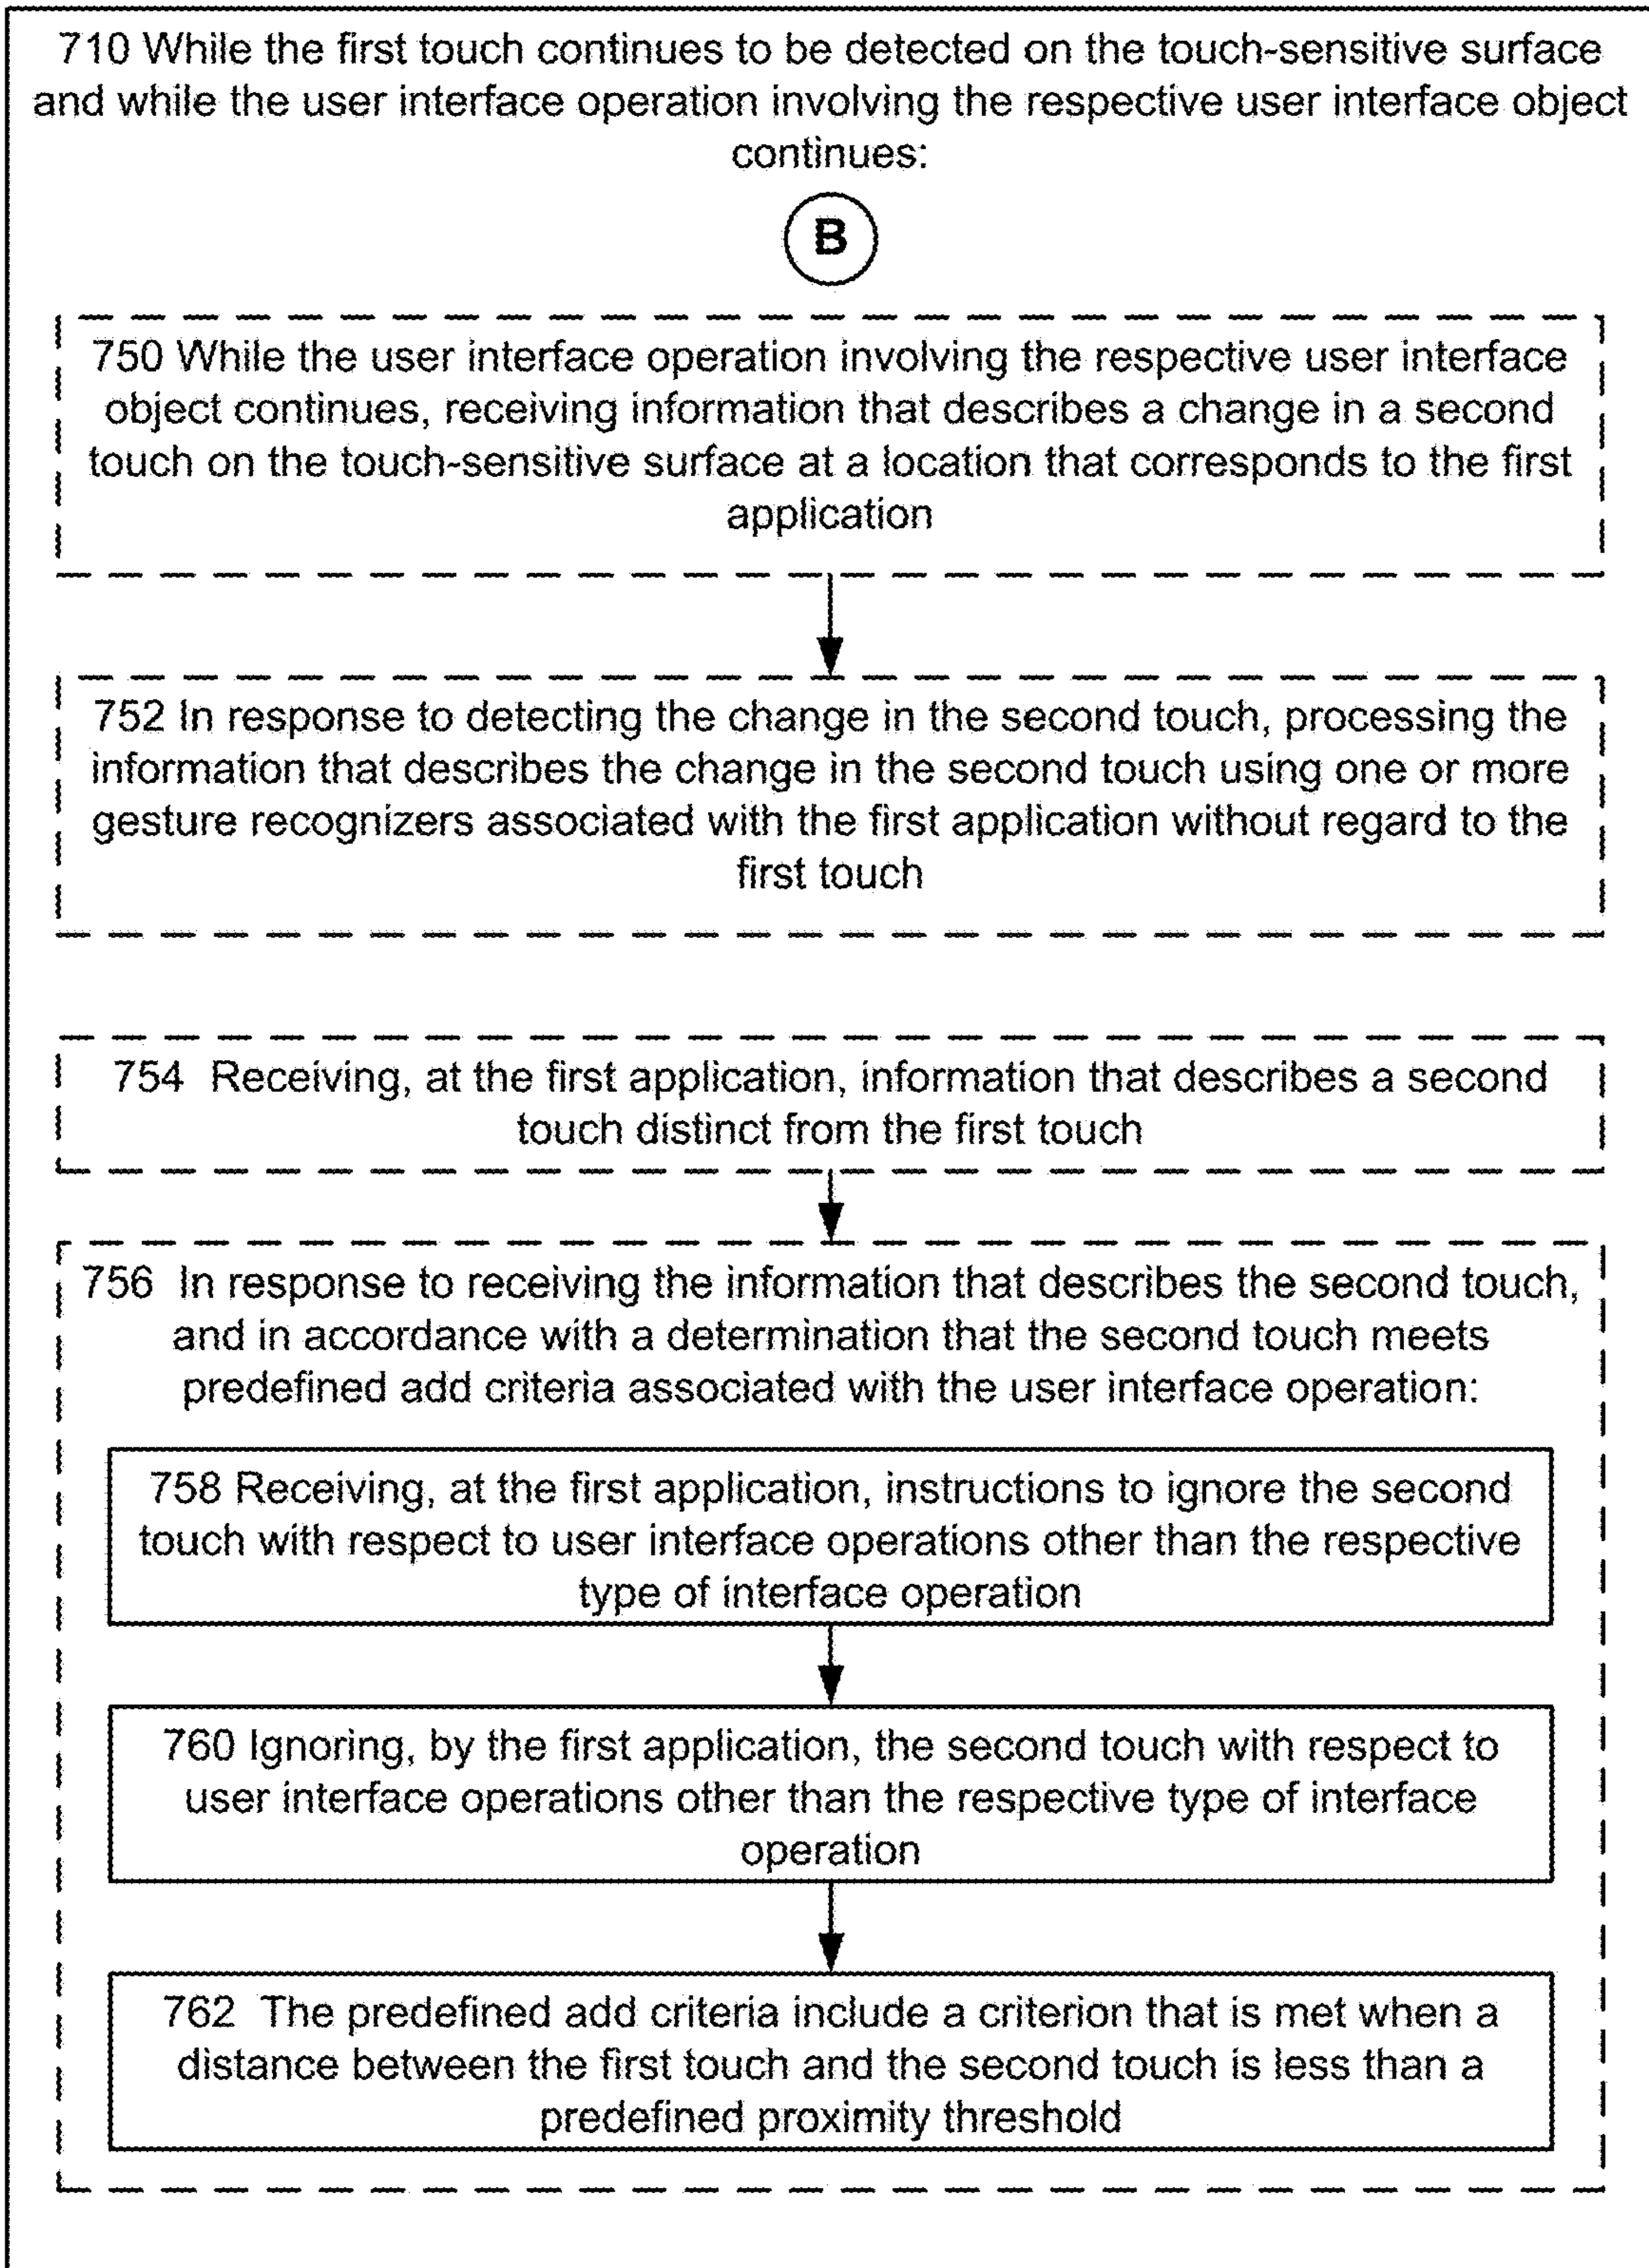 710 While the first touch continues to be detected on the touch-sensitive surface
and while the user interface operation involving the respective user interface object
continues:
B
750 While the user interface operation involving the respective user interface
object continues, receiving information that describes a change in a second
touch on the touch-sensitive surface at a location that corresponds to the first
application
752 In response to detecting the change in the second touch, processing the
information that describes the change in the second touch using one or more
gesture recognizers associated with the first application without regard to the
first touch
754 Receiving, at the first application, information that describes a second
touch distinct from the first touch
756 In response to receiving the information that describes the second touch,
and in accordance with a determination that the second touch meets
predefined add criteria associated with the user interface operation:
758 Receiving, at the first application, instructions to ignore the second
touch with respect to user interface operations other than the respective
type of interface operation
760 Ignoring, by the first application, the second touch with respect to
user interface operations other than the respective type of interface
operation
762 The predefined add criteria include a criterion that is met when a
distance between the first touch and the second touch is less than a
predefined proximity threshold